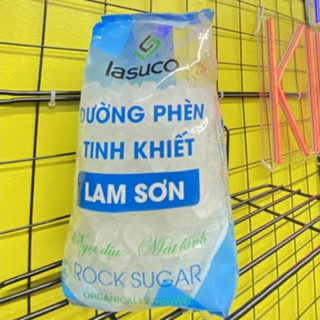 lasuco
ĐƯỜNG PHÈN
TINH KHIẾT
LAM SƠN
Ngọt dịu - Mát lành
ROCK SUGAR
ORGANICALLY GROWN
K